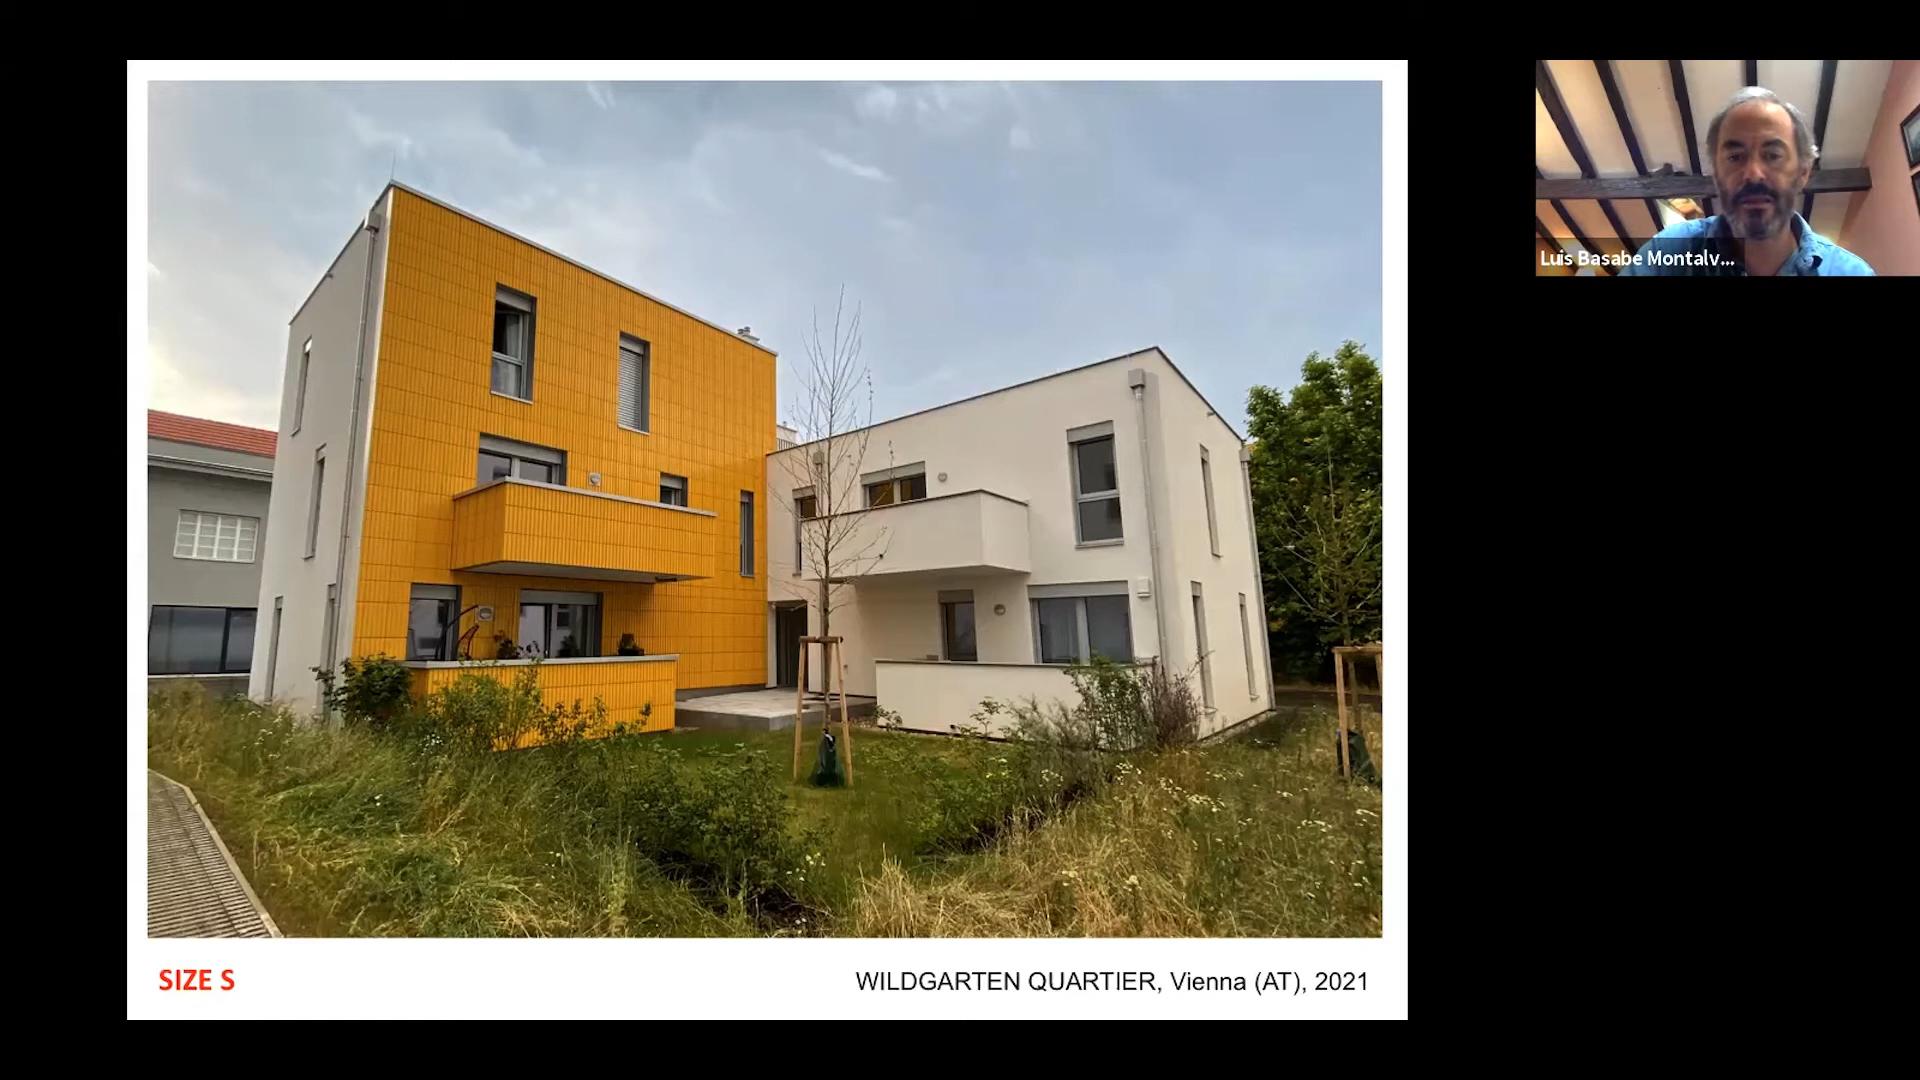 Luis Basabe Montalv...
SIZE S
WILDGARTEN QUARTIER, Vienna (AT), 2021